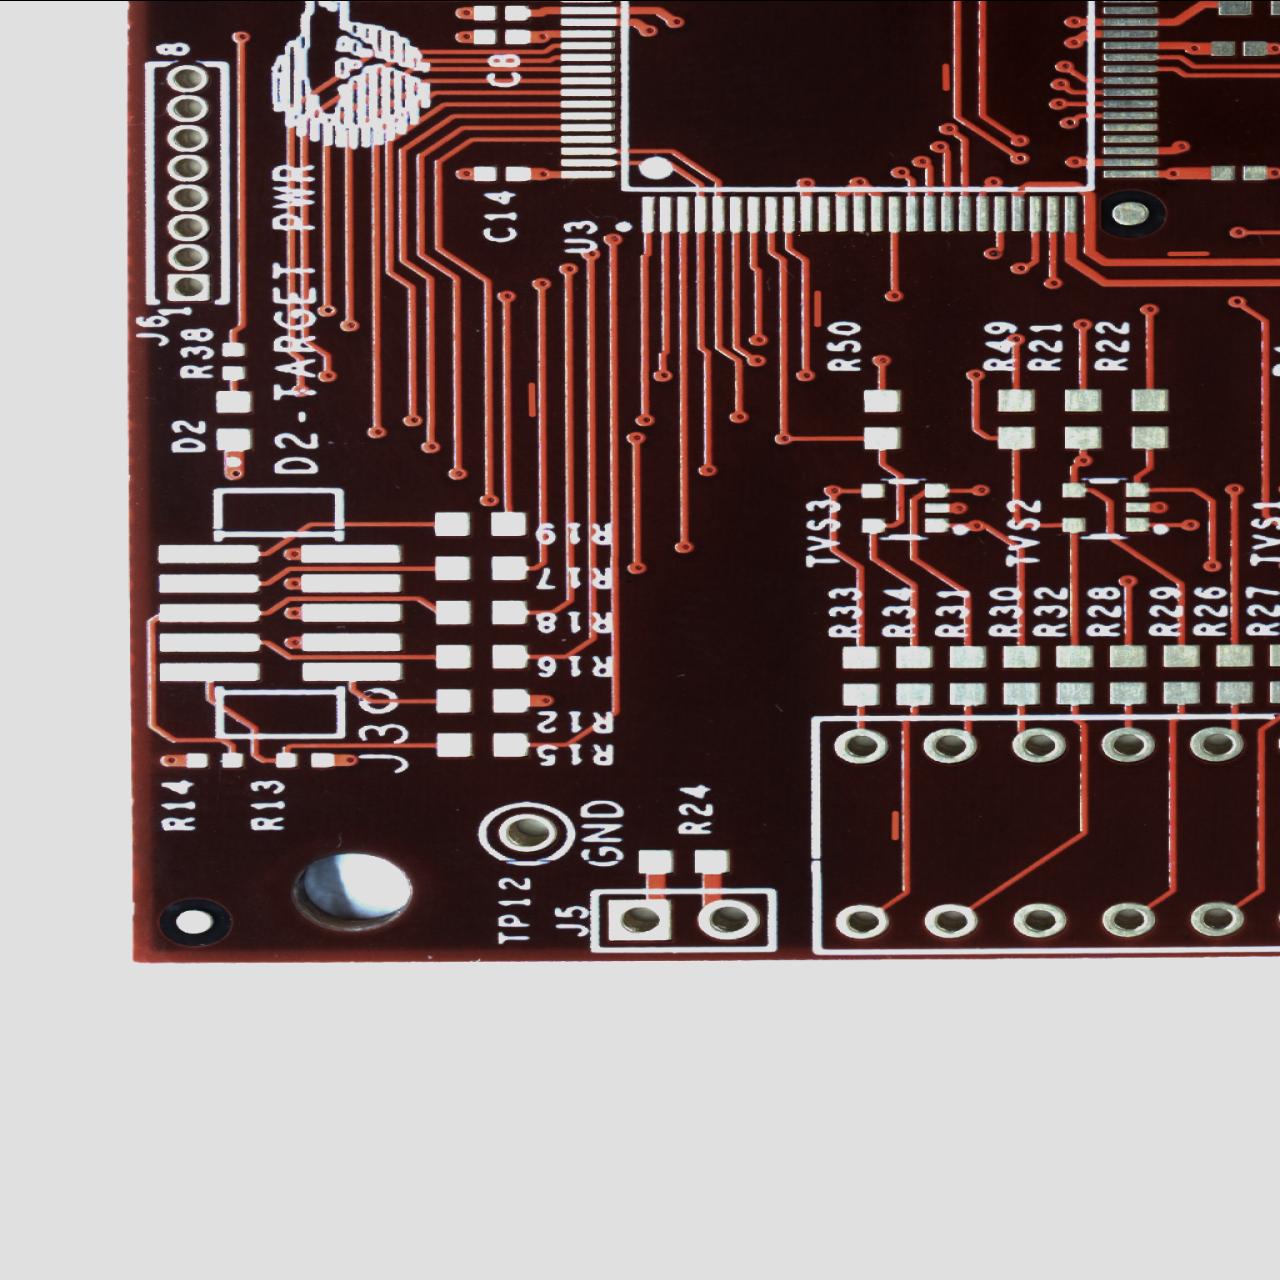 8
C8
C14
U3
J6
1
R38
D2
D2-TARGET PWR
R50
R49
R21
R22
TVS3
TVS2
TVS1
R19
R17
R18
R16
R12
R15
R33
R34
R31
R30
R32
R28
R29
R26
R27
J3
R14
R13
TP12
GND
R24
J5